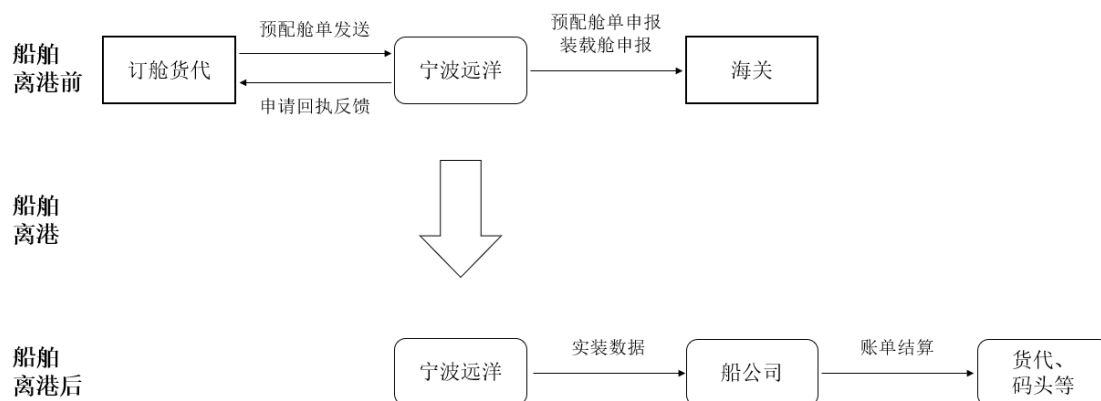 船舶
离港前
订舱货代
预配舱单发送
申请回执反馈
宁波远洋
预配舱单申报
装载舱申报
海关
船舶
离港
船舶
离港后
宁波远洋
实装数据
船公司
账单结算
货代、
码头等